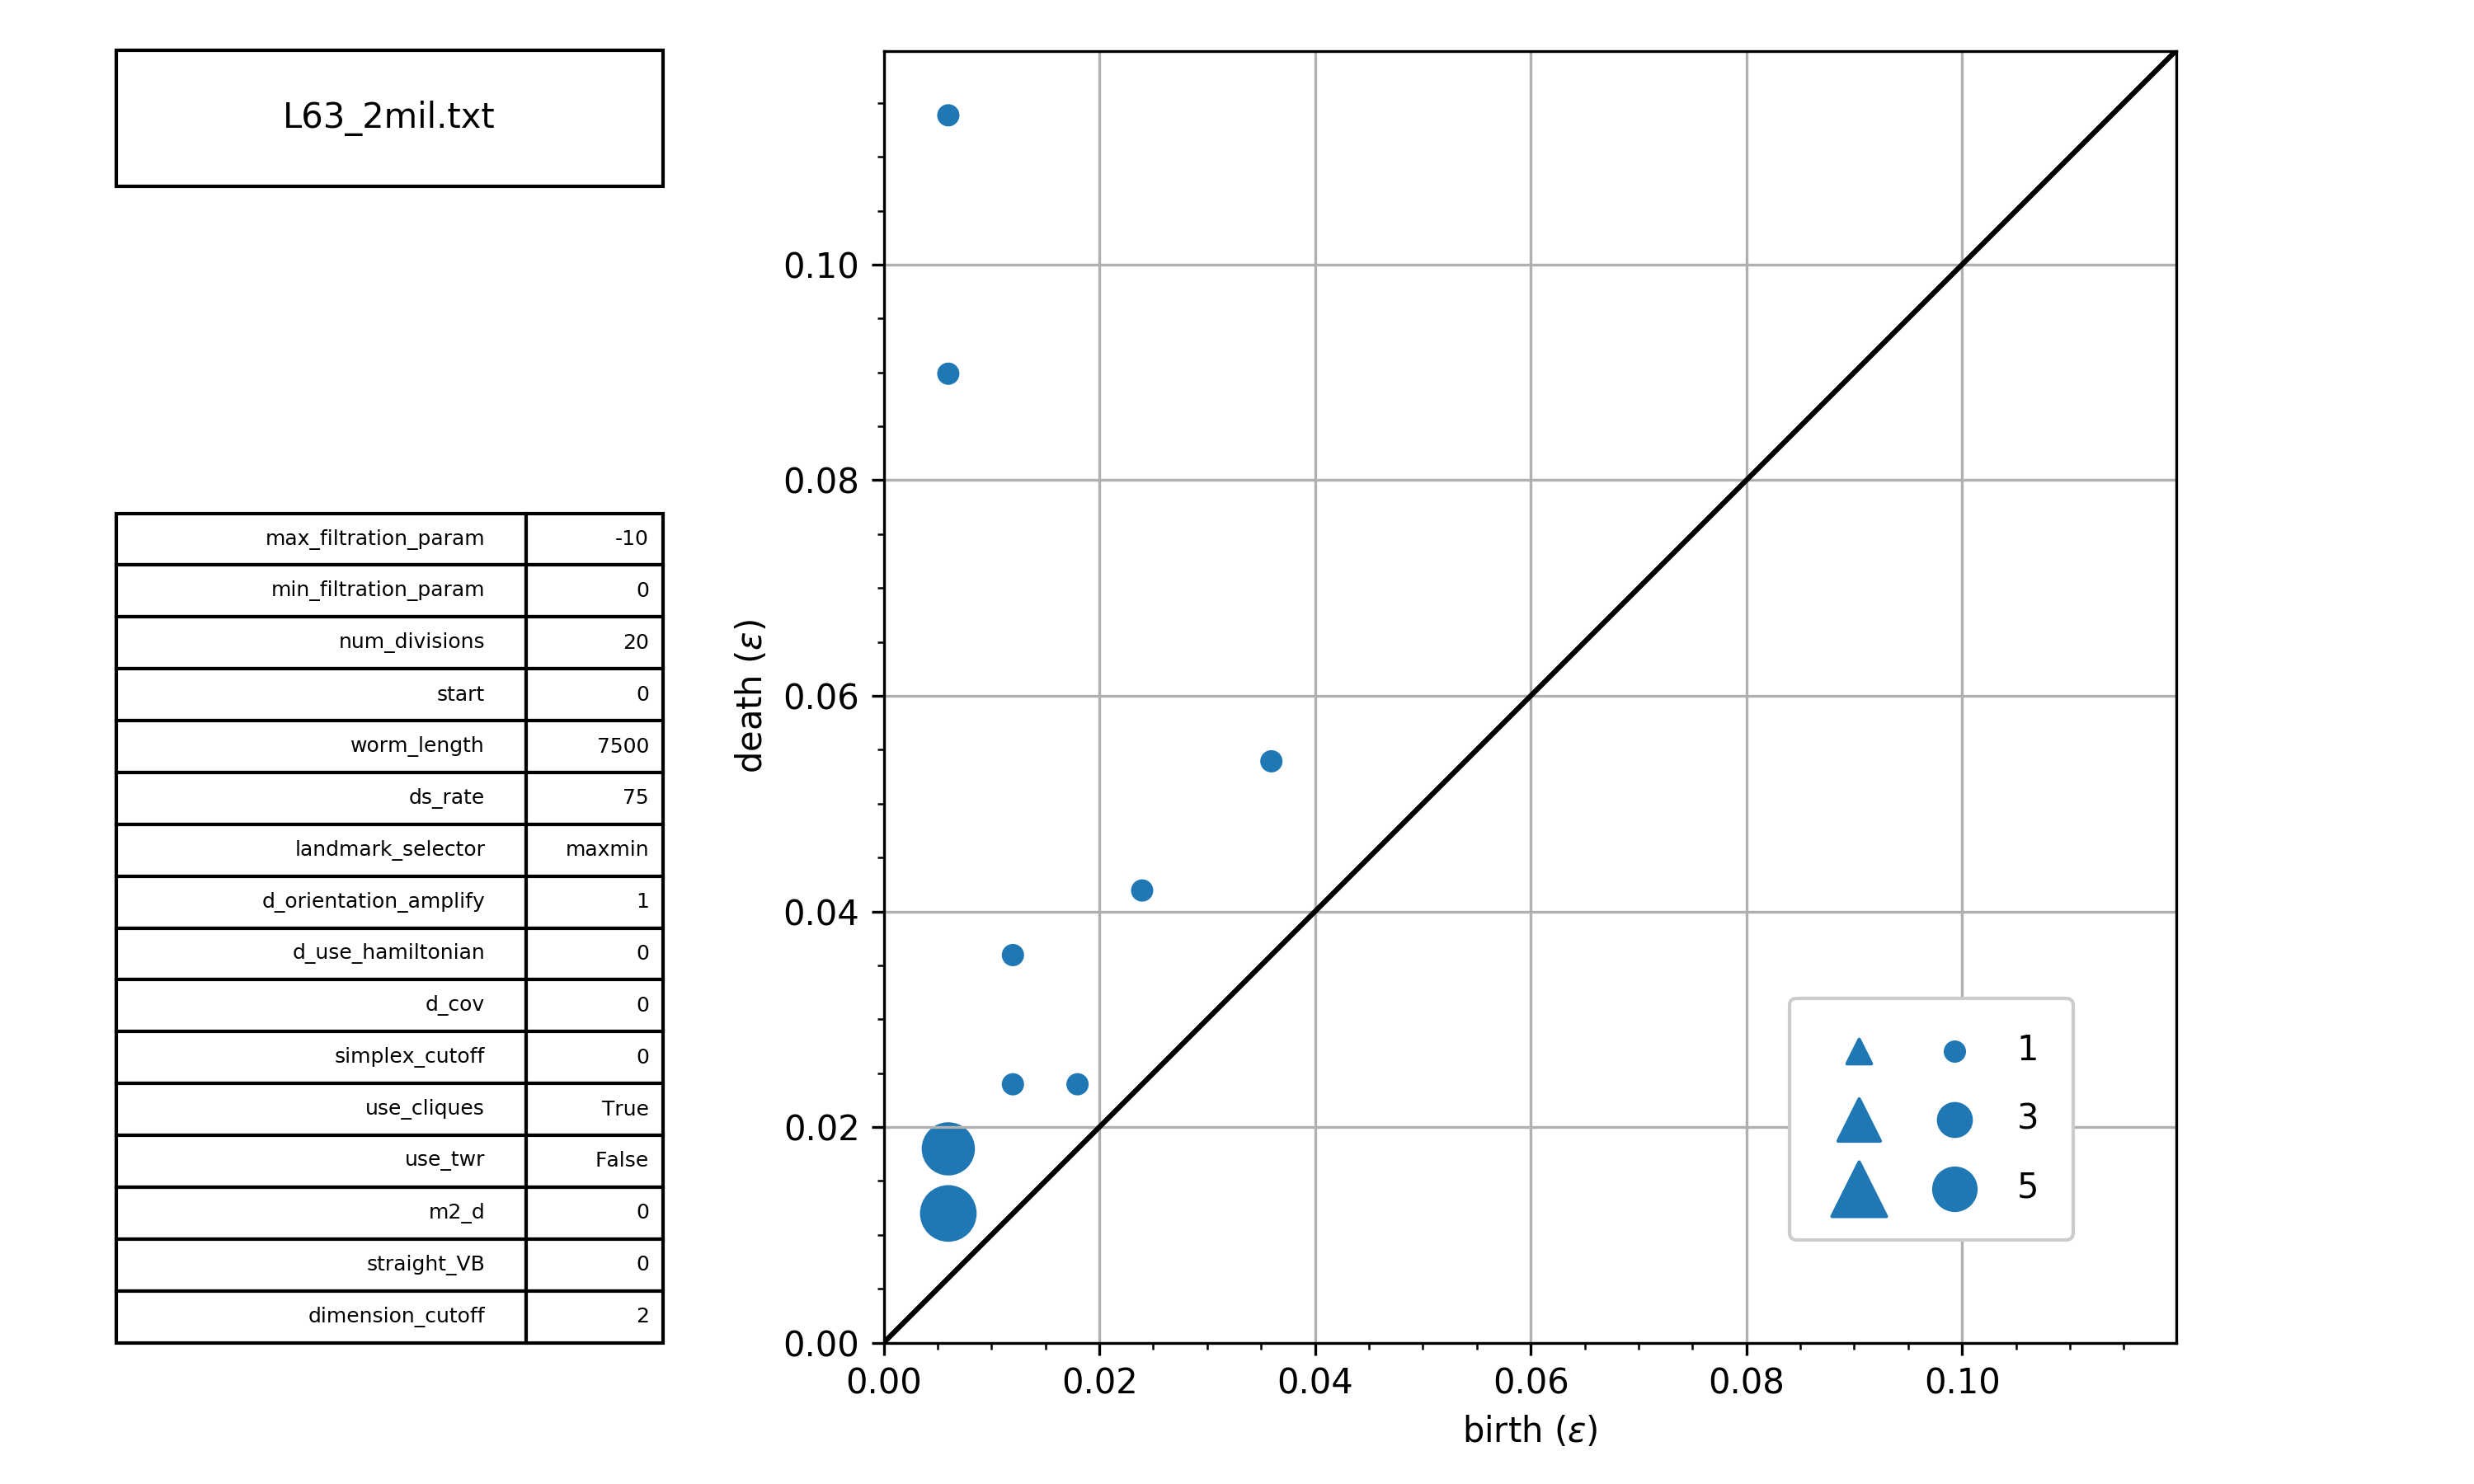 L63_2mil.txt
max_filtration_param -10
min_filtration_param 0
num_divisions 20
start 0
worm_length 7500
ds_rate 75
landmark_selector maxmin
d_orientation_amplify 1
d_use_hamiltonian 0
d_cov 0
simplex_cutoff 0
use_cliques True
use_twr False
m2_d 0
straight_VB 0
dimension_cutoff 2
death (ε)
0.10
0.08
0.06
0.04
0.02
0.00
0.00 0.02 0.04 0.06 0.08 0.10
birth (ε)
1
3
5